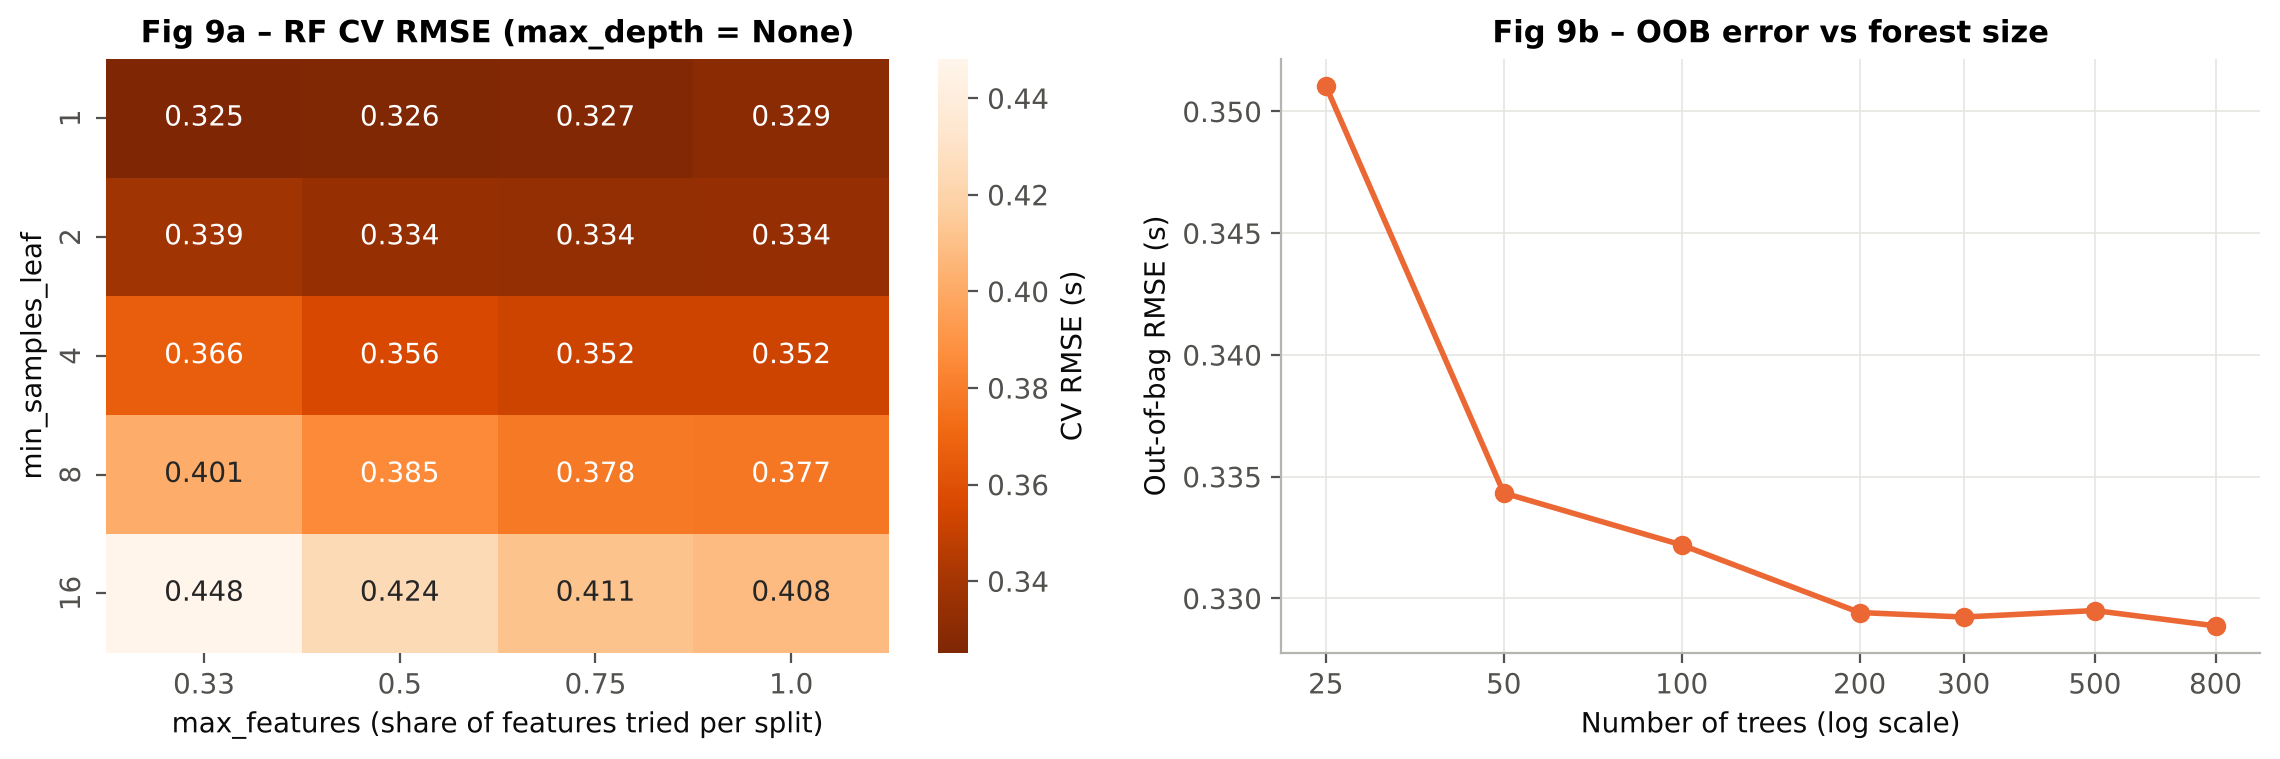 Fig 9a – RF CV RMSE (max_depth = None)
min_samples_leaf
1
0.325 0.326 0.327 0.329
2
0.339 0.334 0.334 0.334
4
0.366 0.356 0.352 0.352
8
0.401 0.385 0.378 0.377
16
0.448 0.424 0.411 0.408
0.33 0.5 0.75 1.0
max_features (share of features tried per split)
0.44
0.42
0.40
0.38
0.36
0.34
CV RMSE (s)
Fig 9b – OOB error vs forest size
Out-of-bag RMSE (s)
0.350
0.345
0.340
0.335
0.330
25 50 100 200 300 500 800
Number of trees (log scale)